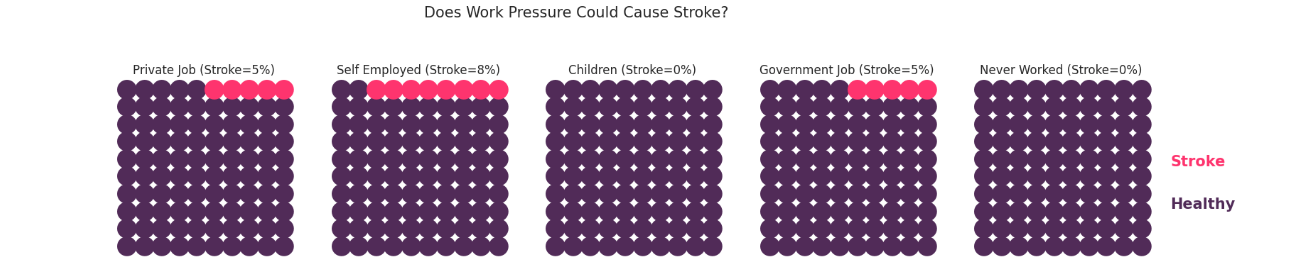 Does Work Pressure Could Cause Stroke?
Private Job (Stroke=5%)
Self Employed (Stroke=8%)
Children (Stroke=0%)
Government Job (Stroke=5%)
Never Worked (Stroke=0%)
Stroke
Healthy